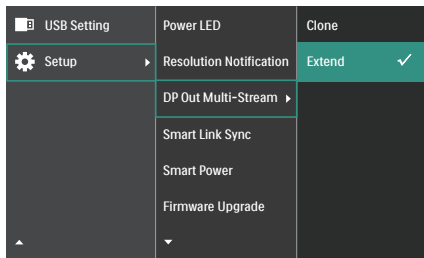 USB Setting
Setup
Power LED
Resolution Notification
DP Out Multi-Stream
Smart Link Sync
Smart Power
Firmware Upgrade
Clone
Extend